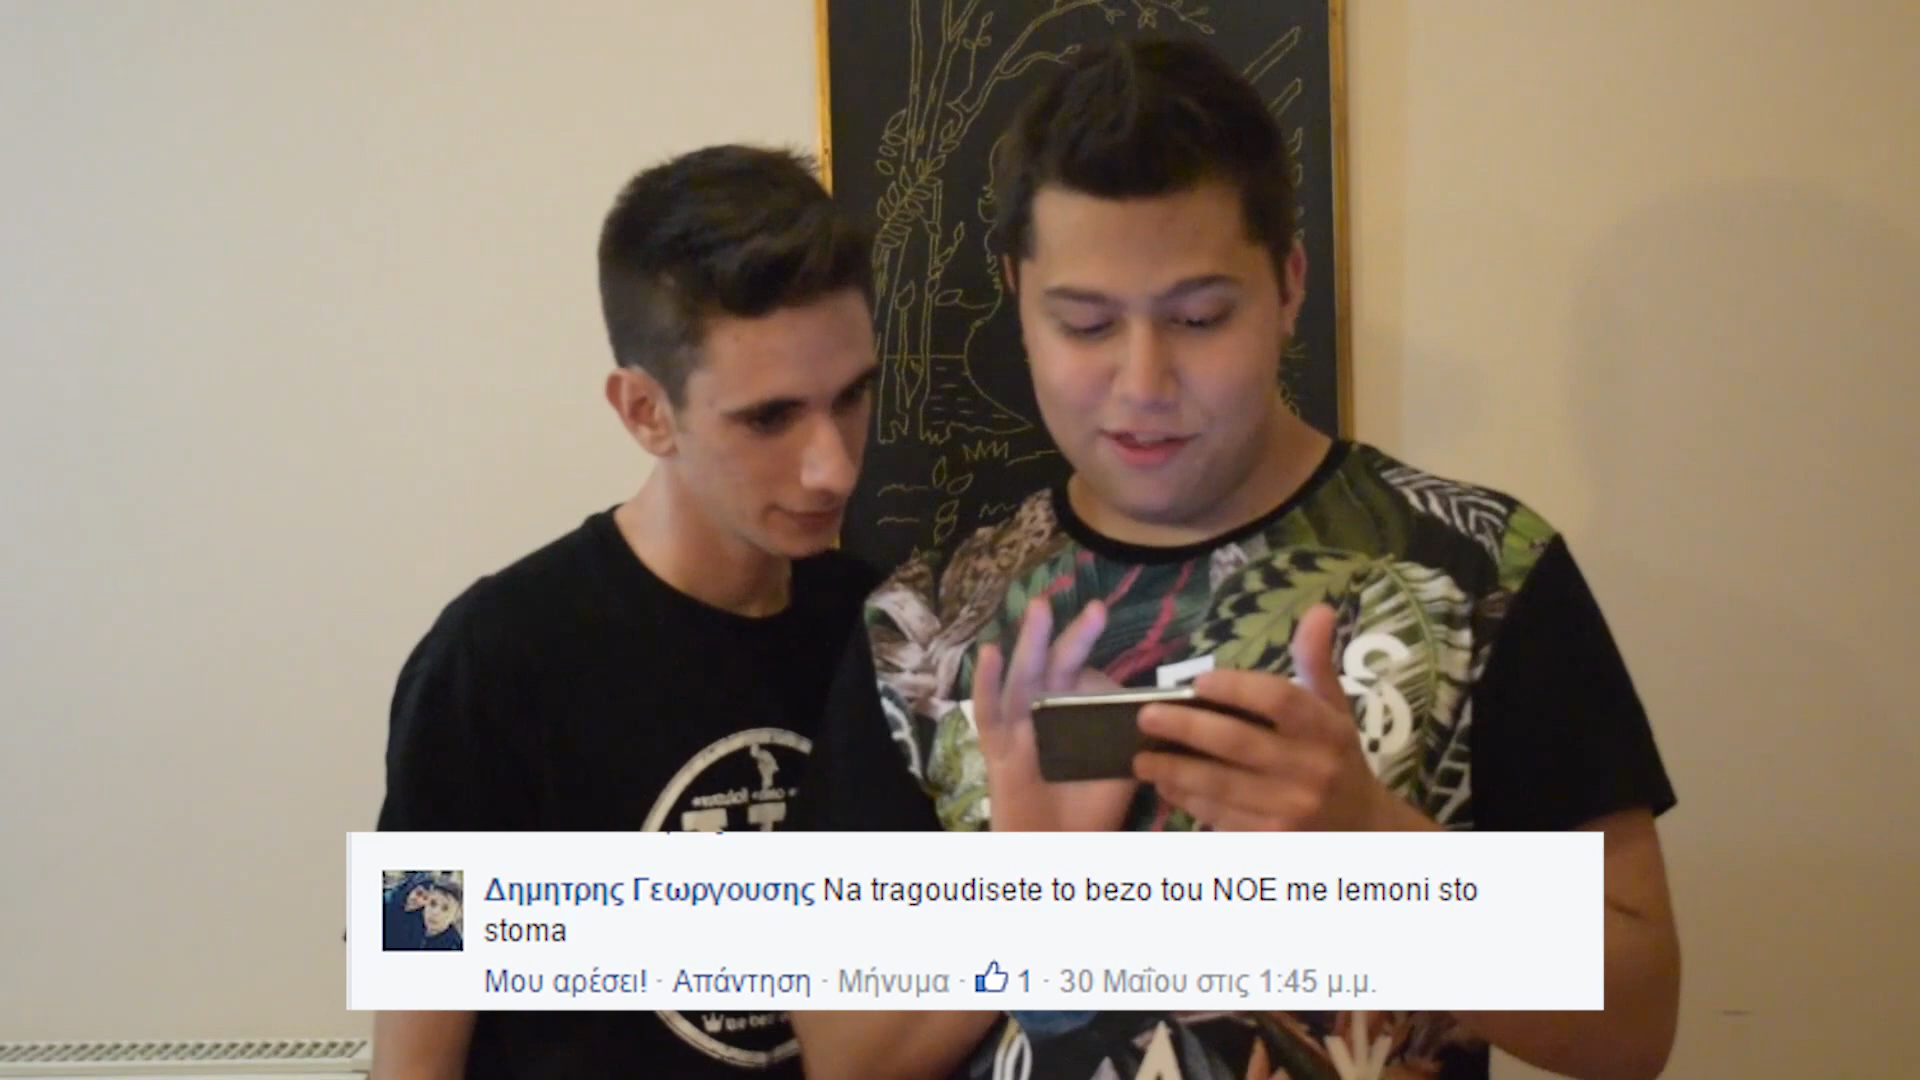 Δημητρης Γεωργουσης Na tragoudisete to bezo tou NOE me lemoni sto
stoma
Μου αρέσει! · Απάντηση · Μήνυμα · 1 · 30 Μαΐου στις 1:45 μ.μ.